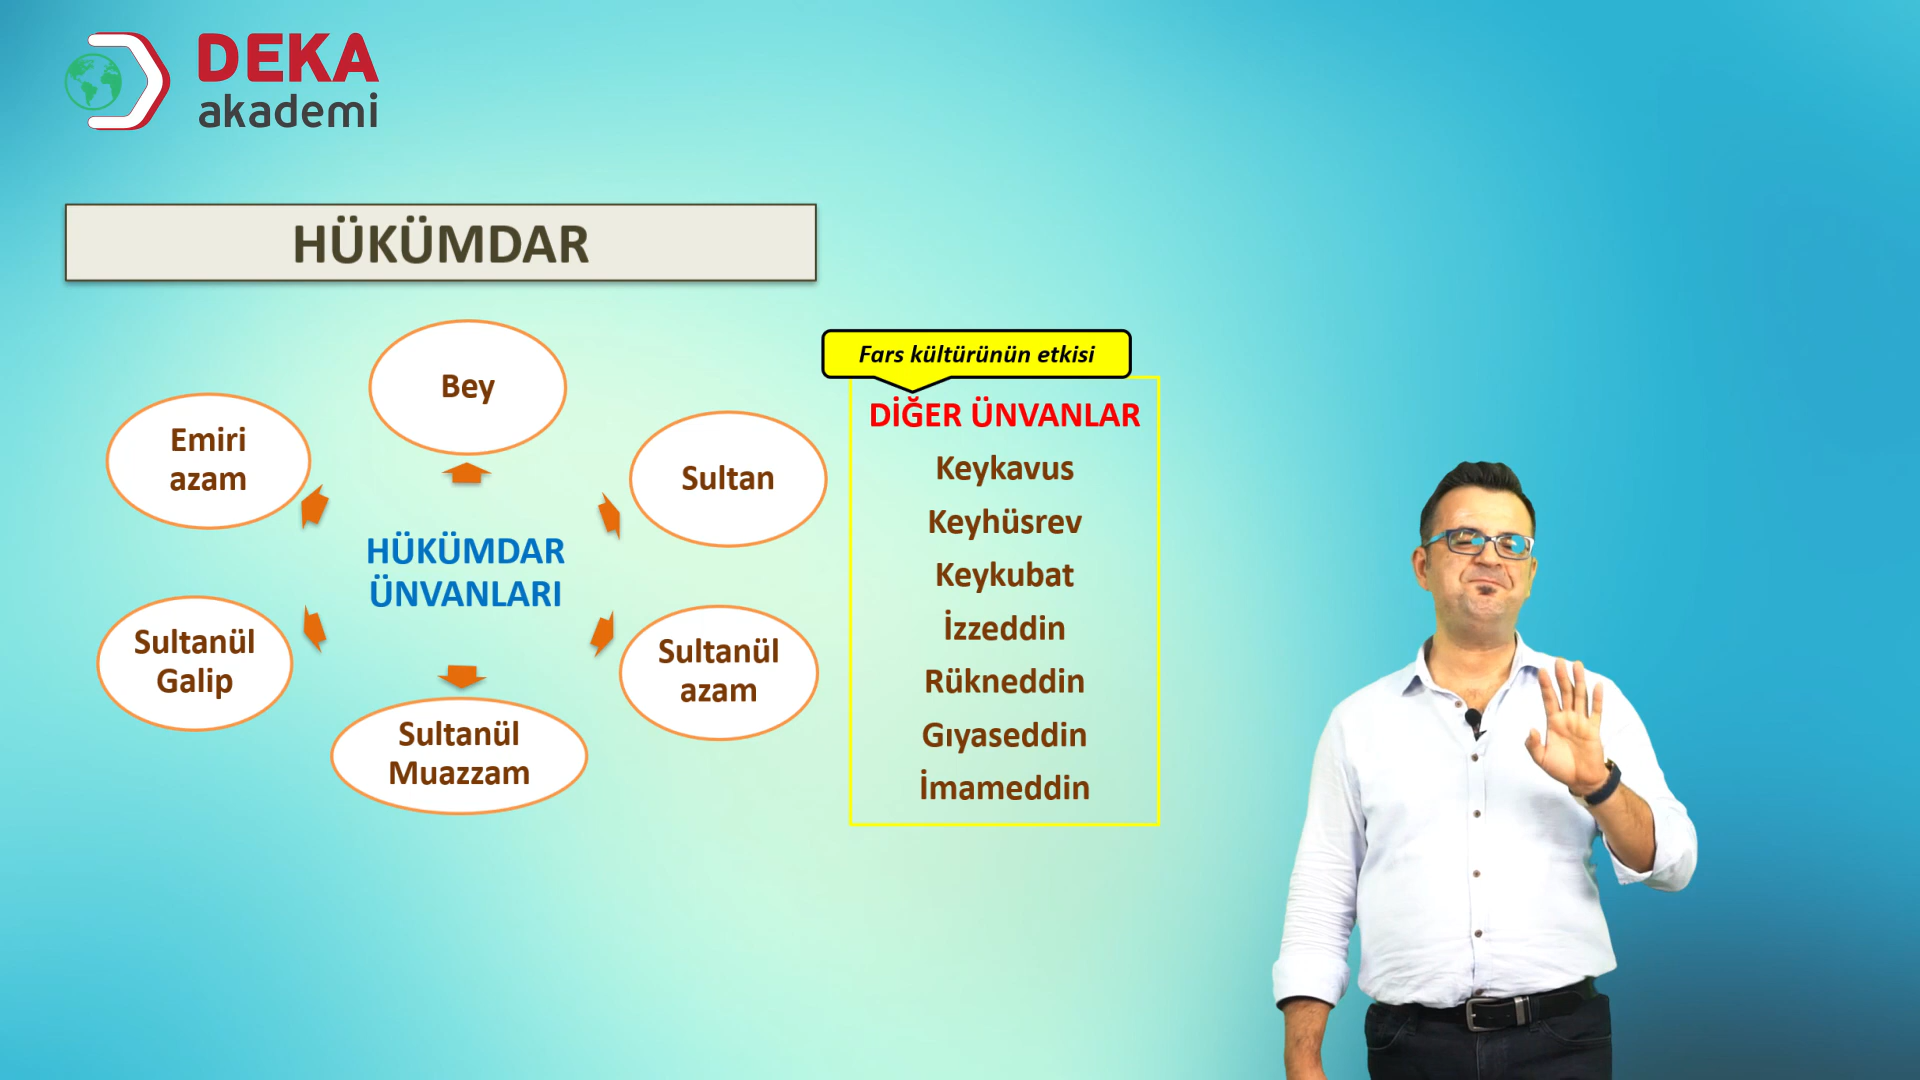 DEKA
akademi
HÜKÜMDAR
Bey
Emiri
azam
Sultan
HÜKÜMDAR
ÜNVANLARI
Sultanül
Galip
Sultanül
azam
Sultanül
Muazzam
Fars kültürünün etkisi
DİĞER ÜNVANLAR
Keykavus
Keyhüsrev
Keykubat
İzzeddin
Rükneddin
Gıyaseddin
İmameddin